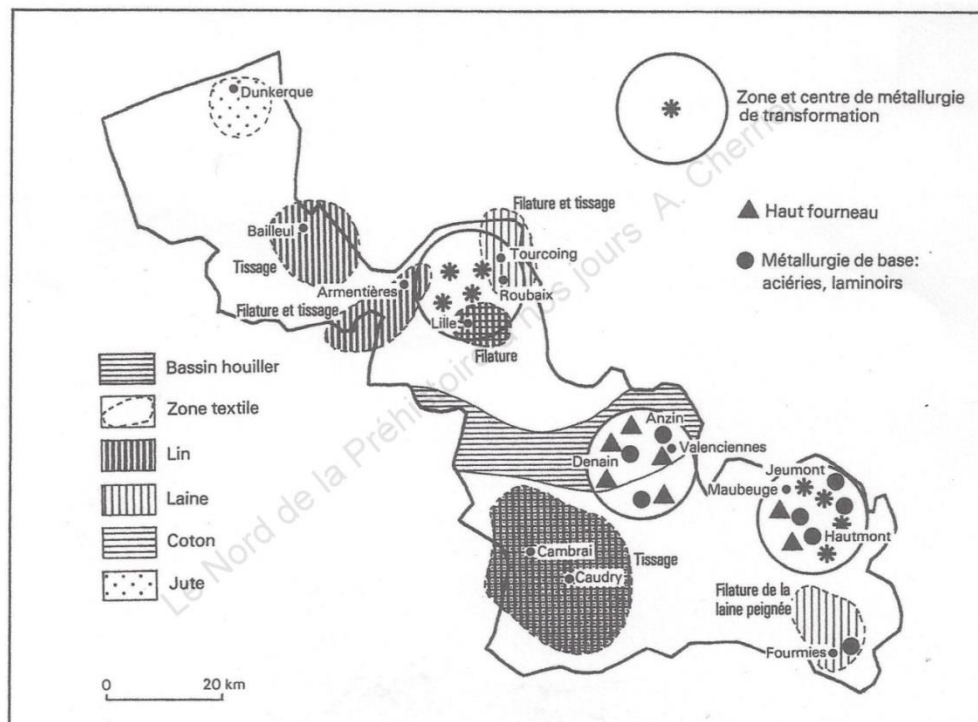 Dunkerque
Zone et centre de métallurgie
de transformation
Haut fourneau
Métallurgie de base:
aciéries, laminoirs
Bailleul
Tissage
Filature et tissage
Tourcoing
Roubaix
Armentières
Filature et tissage
Lille
Filature
Bassin houiller
Zone textile
Lin
Laine
Coton
Jute
0 20 km
Anzin
Valenciennes
Denain
Jeumont
Maubeuge
Hautmont
Cambrai
Caudry
Tissage
Filature de la
laine peignée
Fourmies
Le Nord de la Préhistoire à nos jours A. Cherrier